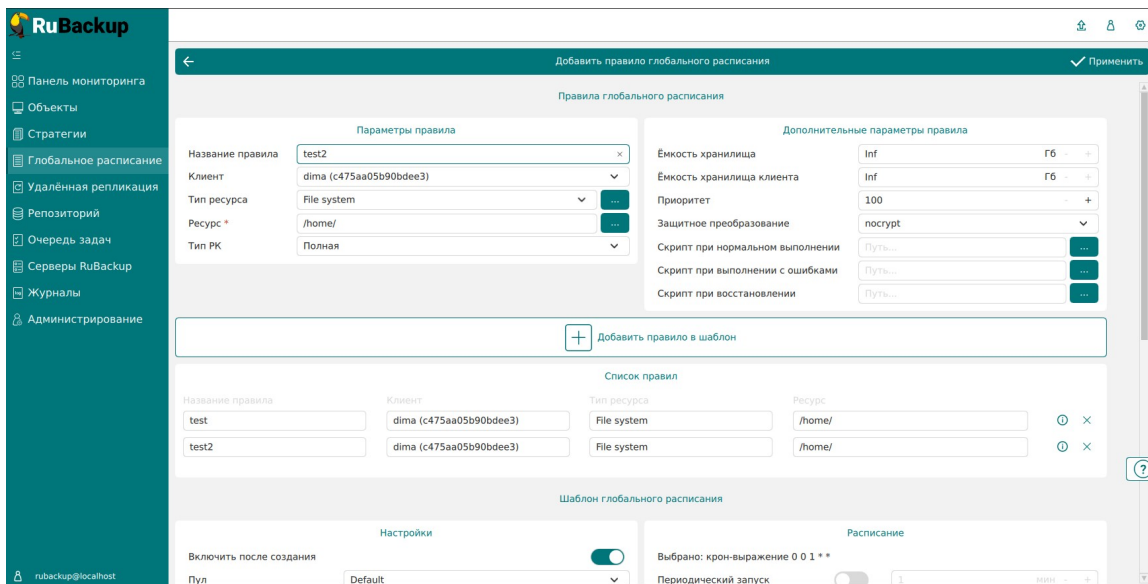 RuBackup
Панель мониторинга
Объекты
Стратегии
Глобальное расписание
Удалённая репликация
Репозиторий
Очередь задач
Серверы RuBackup
Журналы
Администрирование
rubackup@localhost
Добавить правило глобального расписания
Применить
Правила глобального расписания
Параметры правила
Название правила test2
Клиент dima (c475aa05b90bdee3)
Тип ресурса File system ...
Ресурс * /home/ ...
Тип РК Полная
Дополнительные параметры правила
Ёмкость хранилища Inf Гб - +
Ёмкость хранилища клиента Inf Гб - +
Приоритет 100 - +
Защитное преобразование nocrypt
Скрипт при нормальном выполнении Путь... ...
Скрипт при выполнении с ошибками Путь... ...
Скрипт при восстановлении Путь... ...
Добавить правило в шаблон
Список правил
Название правила Клиент Тип ресурса Ресурс
test dima (c475aa05b90bdee3) File system /home/
test2 dima (c475aa05b90bdee3) File system /home/
Шаблон глобального расписания
Настройки
Включить после создания
Пул Default
Расписание
Выбрано: крон-выражение 0 0 1 * *
Периодический запуск 1 мин - +